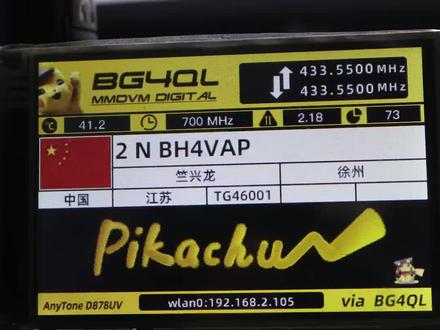 BG4QL
MMDVM DIGITAL
433.5500 MHz
433.5500 MHz
℃ 41.2 700 MHz 2.18 73
2 N BH4VAP
竺兴龙 徐州
中国 江苏 TG46001
Pikachu
AnyTone D878UV wlan0:192.168.2.105 via BG4QL